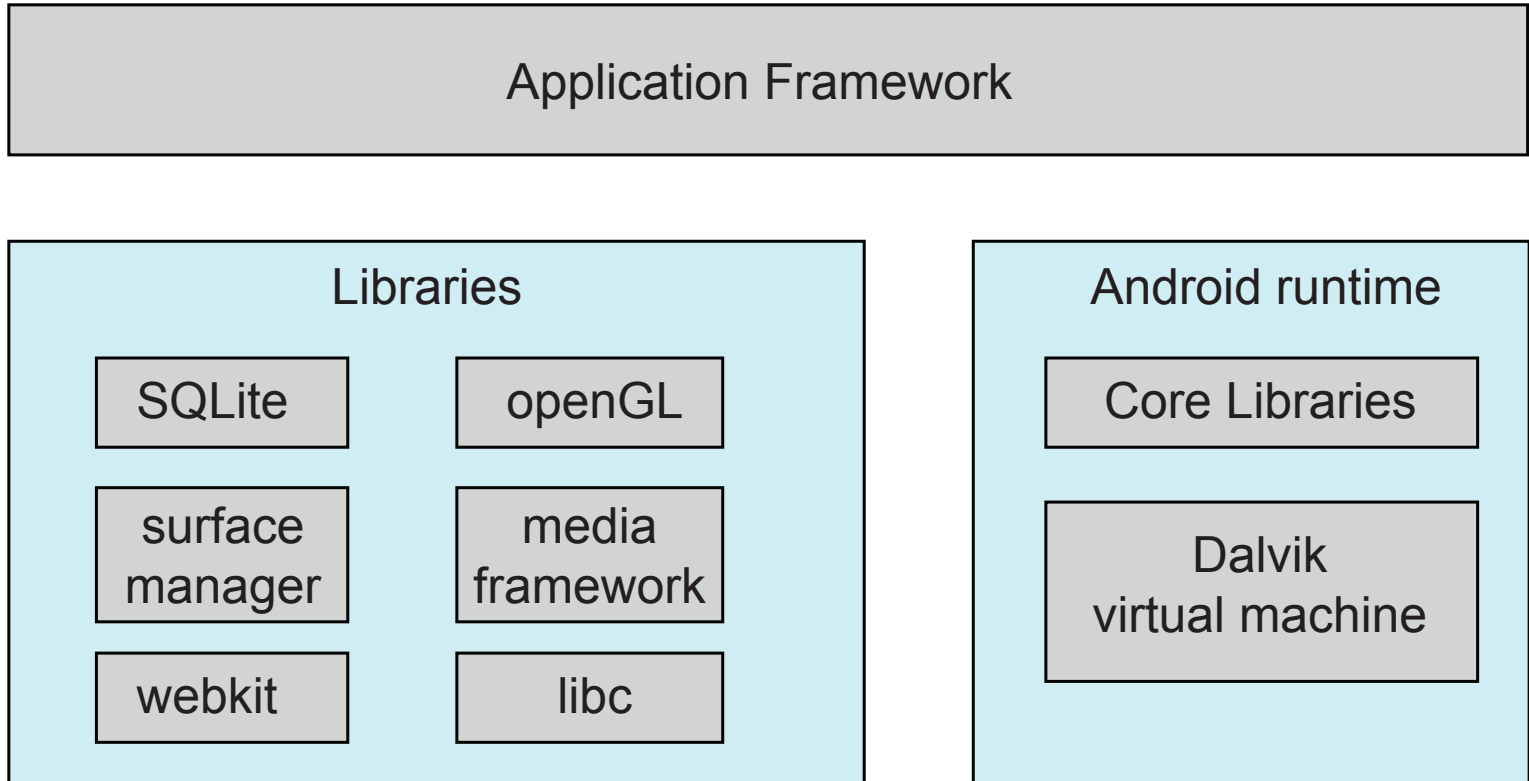 Application Framework
Libraries
SQLite
openGL
surface
manager
media
framework
webkit
libc
Android runtime
Core Libraries
Dalvik
virtual machine